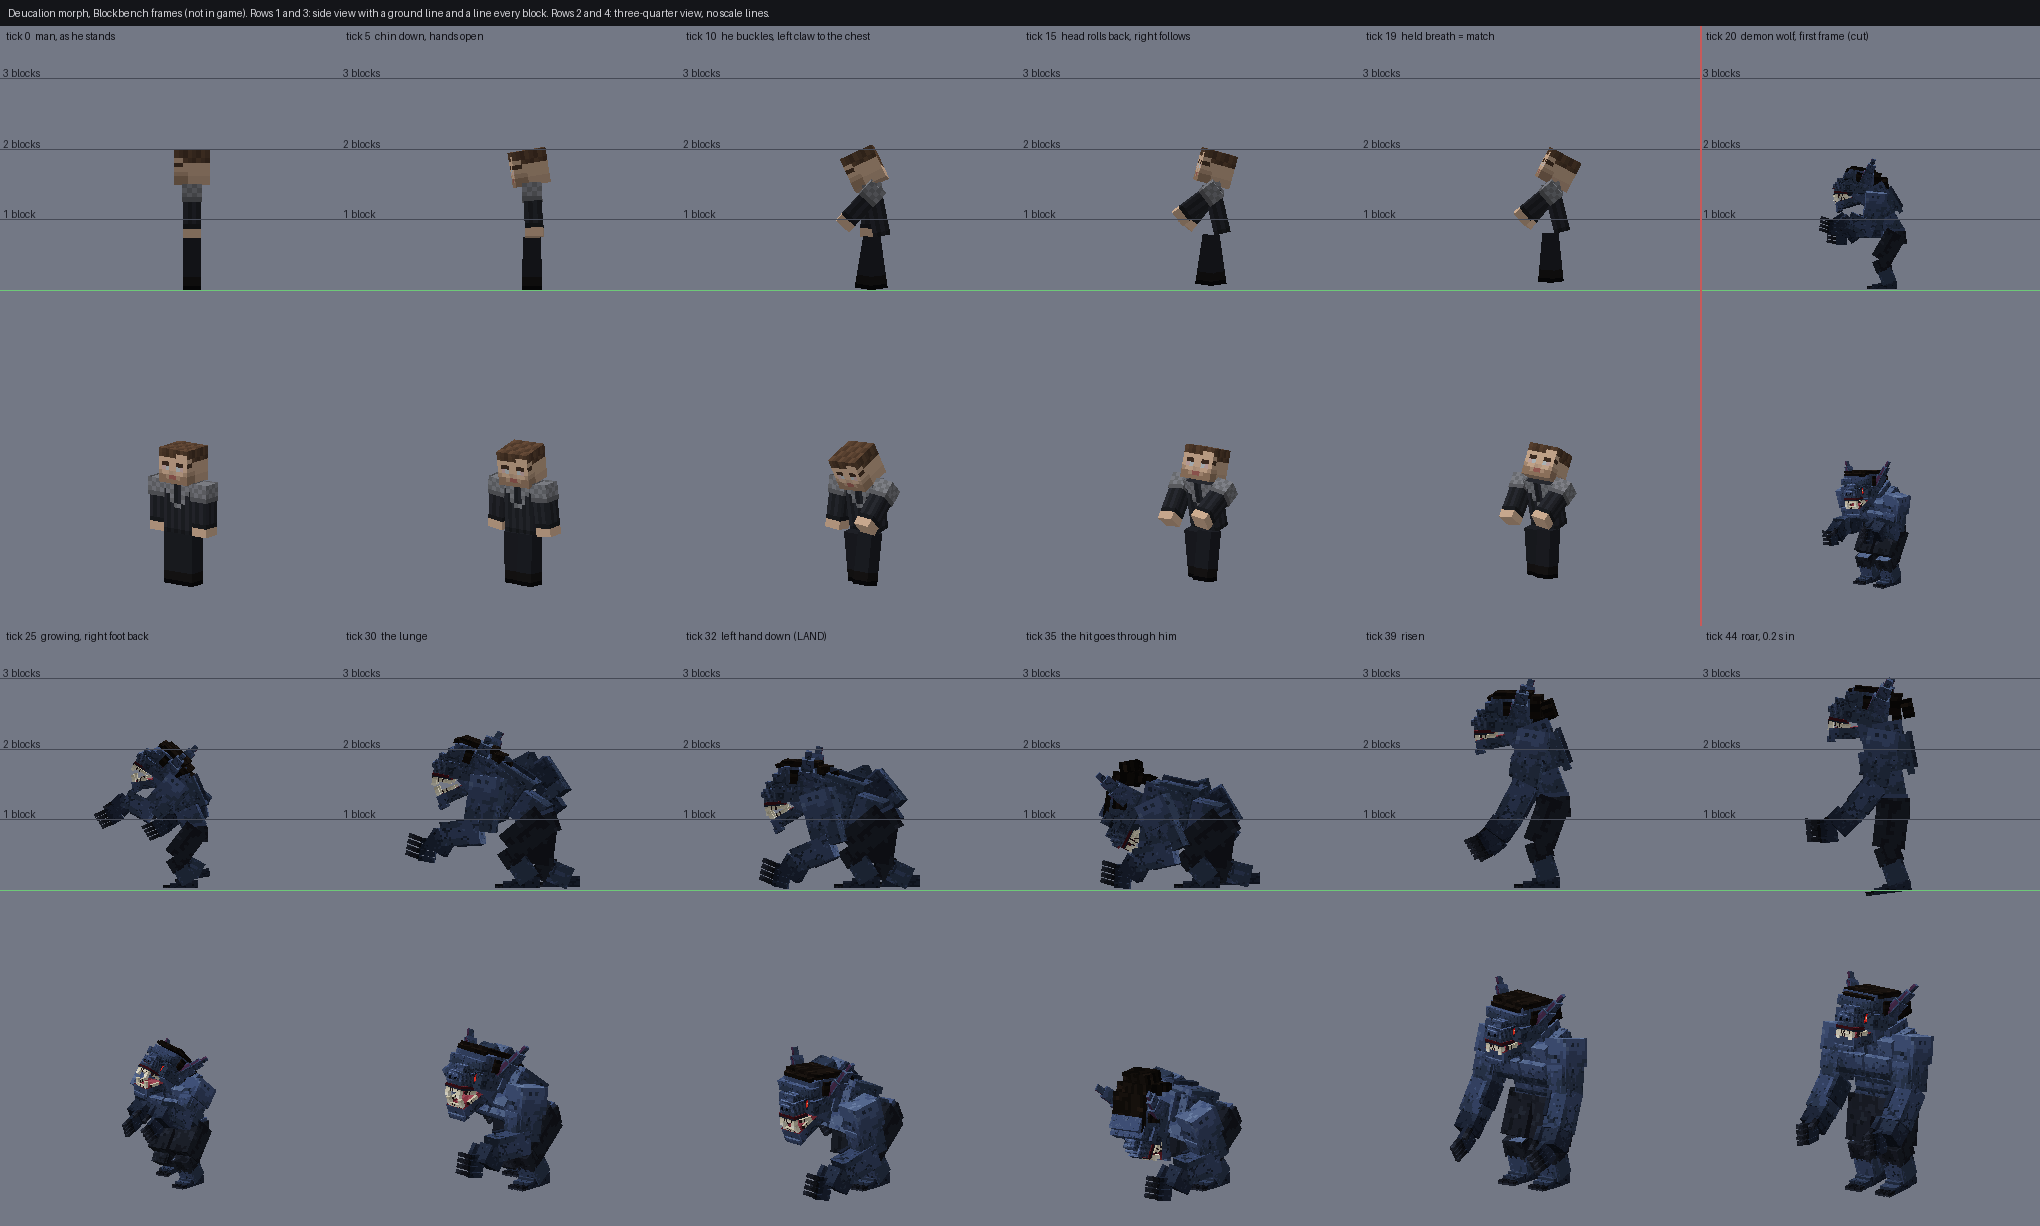 Deucalion morph, Blockbench frames (not in game). Rows 1 and 3: side view with a ground line and a line every block. Rows 2 and 4: three-quarter view, no scale lines.
tick 0 man, as he stands
tick 5 chin down, hands open
tick 10 he buckles, left claw to the chest
tick 15 head rolls back, right follows
tick 19 held breath = match
tick 20 demon wolf, first frame (cut)
3 blocks
3 blocks
3 blocks
3 blocks
3 blocks
3 blocks
2 blocks
2 blocks
2 blocks
2 blocks
2 blocks
2 blocks
1 block
1 block
1 block
1 block
1 block
1 block
tick 25 growing, right foot back
tick 30 the lunge
tick 32 left hand down (LAND)
tick 35 the hit goes through him
tick 39 risen
tick 44 roar, 0.2 s in
3 blocks
3 blocks
3 blocks
3 blocks
3 blocks
3 blocks
2 blocks
2 blocks
2 blocks
2 blocks
2 blocks
2 blocks
1 block
1 block
1 block
1 block
1 block
1 block